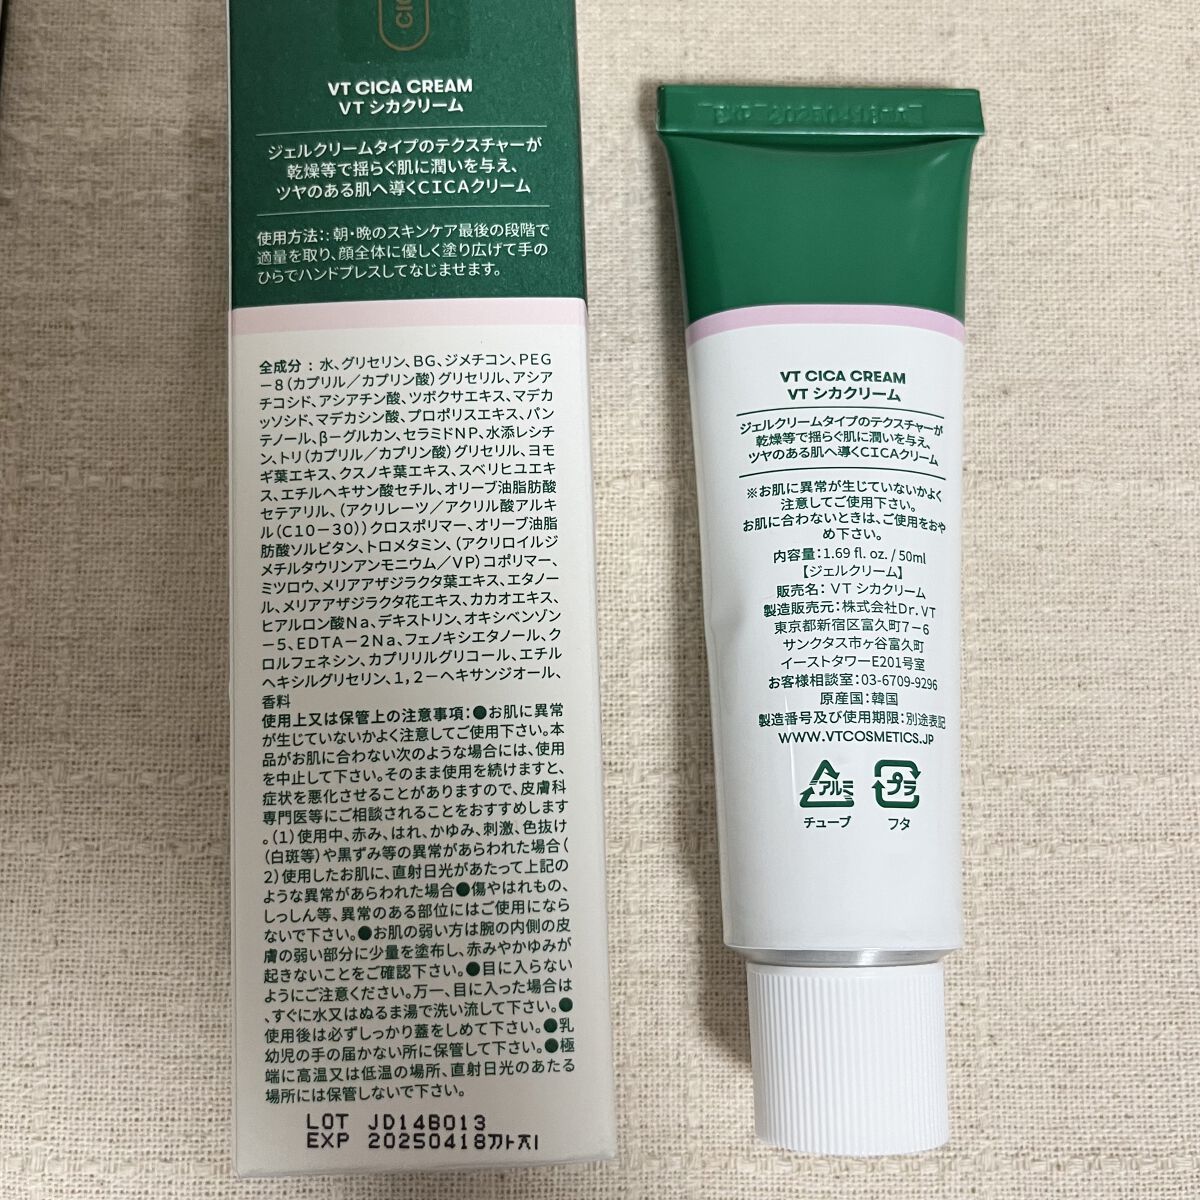 CIC
VT CICA CREAM
VT シカクリーム
ジェルクリームタイプのテクスチャーが
乾燥等で揺らぐ肌に潤いを与え、
ツヤのある肌へ導くCICAクリーム
使用方法：：朝・晩のスキンケア最後の段階で
適量を取り、顔全体に優しく塗り広げて手の
ひらでハンドプレスしてなじませます。
全成分：水、グリセリン、BG、ジメチコン、PEG
－8（カプリル／カプリン酸）グリセリル、アシア
チコシド、アシアチン酸、ツボクサエキス、マデカ
ッソシド、マデカシン酸、プロポリスエキス、パン
テノール、β－グルカン、セラミドNP、水添レシチ
ン、トリ（カプリル／カプリン酸）グリセリル、ヨモ
ギ葉エキス、クスノキ葉エキス、スベリヒユエキ
ス、エチルヘキサン酸セチル、オリーブ油脂肪酸
セテアリル、（アクリレーツ／アクリル酸アルキ
ル（C10－30））クロスポリマー、オリーブ油脂
肪酸ソルビタン、トロメタミン、（アクリロイルジ
メチルタウリンアンモニウム／VP）コポリマー、
ミツロウ、メリアアザジラクタ葉エキス、エタノー
ル、メリアアザジラクタ花エキス、カカオエキス、
ヒアルロン酸Na、デキストリン、オキシベンゾン
－5、EDTA－2Na、フェノキシエタノール、ク
ロルフェネシン、カプリリルグリコール、エチル
ヘキシルグリセリン、1，2－ヘキサンジオール、
香料
使用上又は保管上の注意事項：●お肌に異常
が生じていないかよく注意してご使用下さい。本
品がお肌に合わない次のような場合には、使用
を中止して下さい。そのまま使用を続けますと、
症状を悪化させることがありますので、皮膚科
専門医等にご相談されることをおすすめします
。（1）使用中、赤み、はれ、かゆみ、刺激、色抜け
（白斑等）や黒ずみ等の異常があらわれた場合（
2）使用したお肌に、直射日光があたって上記の
ような異常があらわれた場合●傷やはれもの、
しっしん等、異常のある部位にはご使用になら
ないで下さい。●お肌の弱い方は腕の内側の皮
膚の弱い部分に少量を塗布し、赤みやかゆみが
起きないことをご確認下さい。●目に入らない
ようにご注意ください。万一、目に入った場合は
、すぐに水又はぬるま湯で洗い流して下さい。●
使用後は必ずしっかり蓋をしめて下さい。●乳
幼児の手の届かない所に保管して下さい。●極
端に高温又は低温の場所、直射日光のあたる
場所には保管しないで下さい。
LOT JD14B013
EXP 20250418까지
VT CICA CREAM
VT シカクリーム
ジェルクリームタイプのテクスチャーが
乾燥等で揺らぐ肌に潤いを与え、
ツヤのある肌へ導くCICAクリーム
※お肌に異常が生じていないかよく
注意してご使用下さい。
お肌に合わないときは、ご使用をおや
め下さい。
内容量：1.69 fl. oz. / 50ml
【ジェルクリーム】
販売名：VT シカクリーム
製造販売元：株式会社Dr.VT
東京都新宿区富久町7－6
サンクタス市ヶ谷富久町
イーストタワーE201号室
お客様相談室：03-6709-9296
原産国：韓国
製造番号及び使用期限：別途表記
WWW.VTCOSMETICS.JP
アルミ
プラ
チューブ
フタ